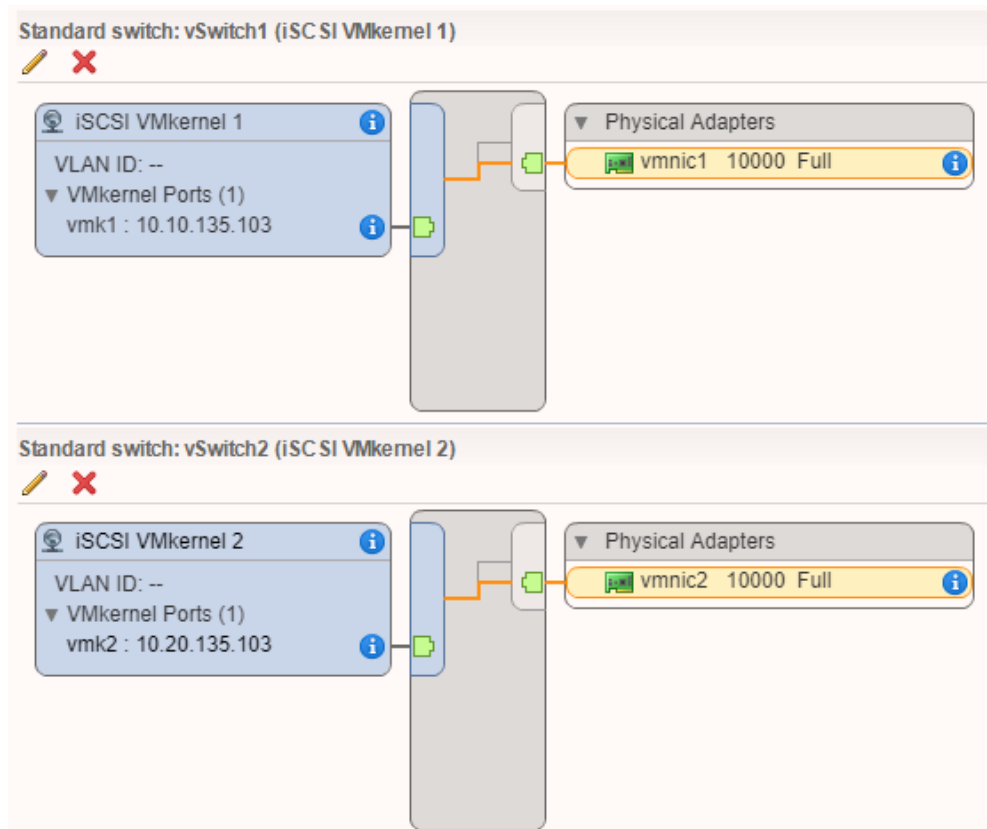 Standard switch: vSwitch1 (iSCSI VMkernel 1)
iSCSI VMkernel 1
Physical Adapters
VLAN ID: --
vmnic1 10000 Full
VMkernel Ports (1)
vmk1 : 10.10.135.103
Standard switch: vSwitch2 (iSCSI VMkernel 2)
iSCSI VMkernel 2
Physical Adapters
VLAN ID: --
vmnic2 10000 Full
VMkernel Ports (1)
vmk2 : 10.20.135.103